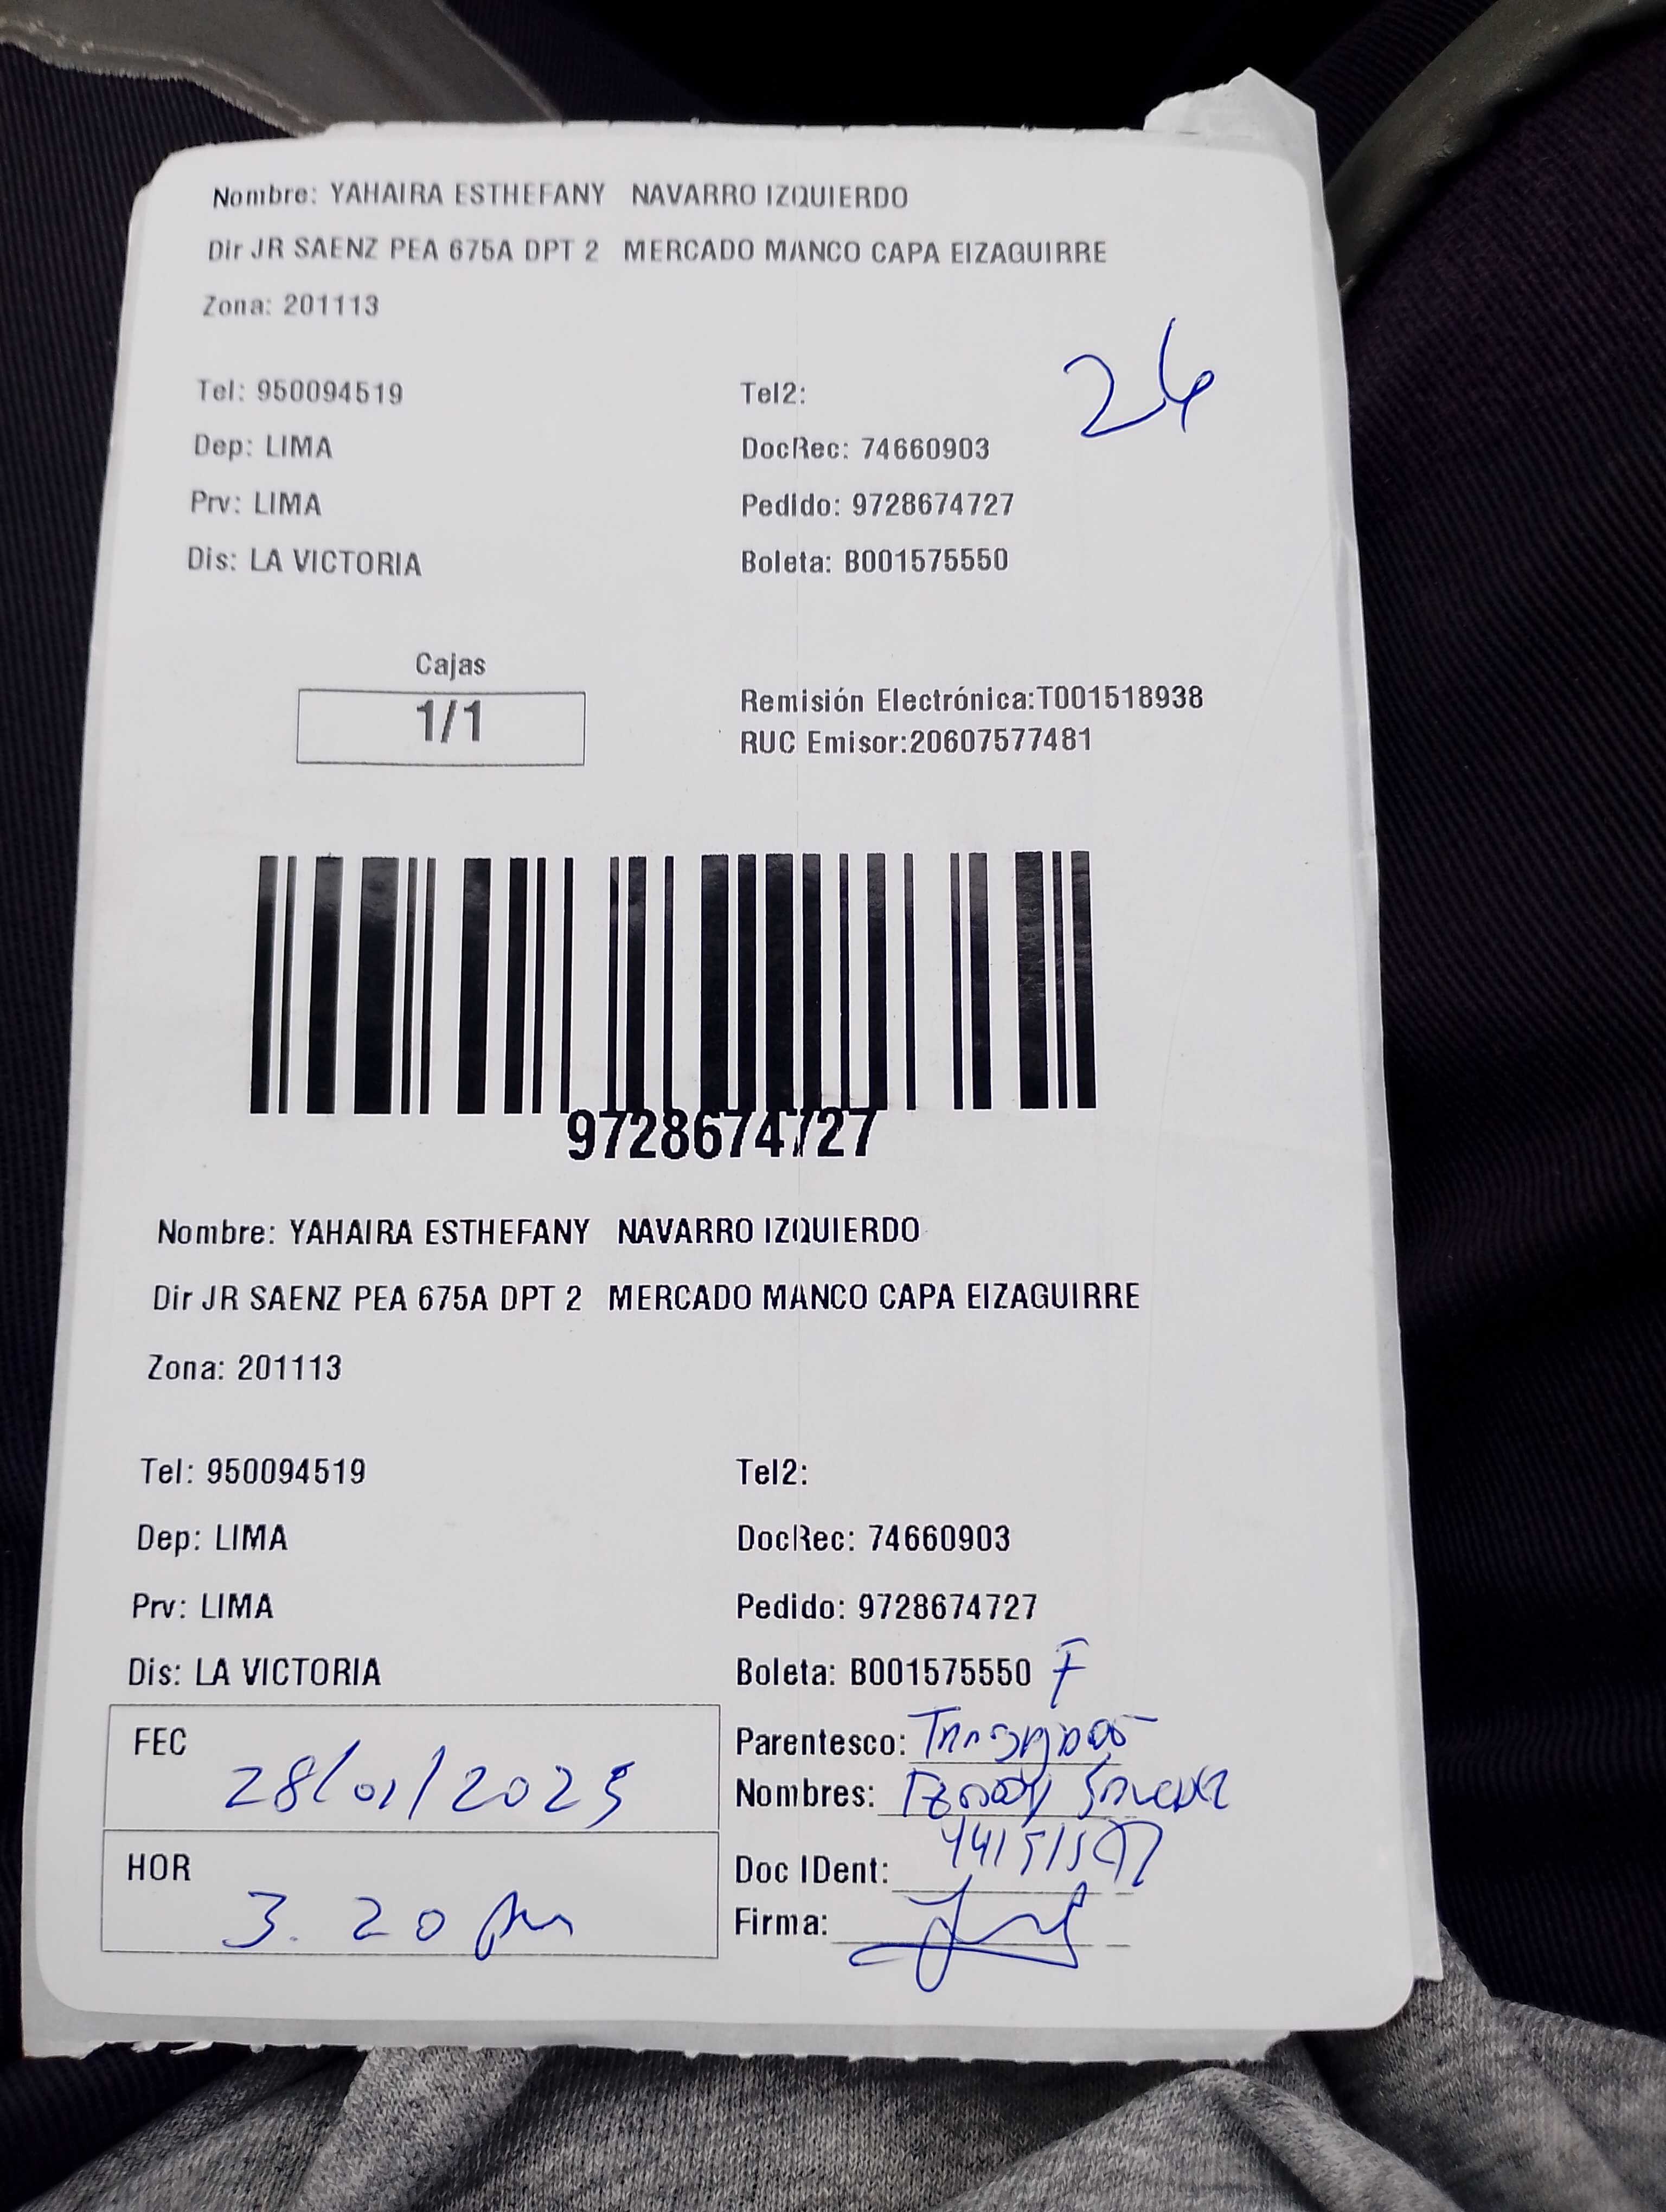 Nombre: YAHAIRA ESTHEFANY NAVARRO IZQUIERDO
Dir JR SAENZ PEA 675A DPT 2 MERCADO MANCO CAPA EIZAGUIRRE
Zona: 201113
26
Tel: 950094519 Tel2:
Dep: LIMA DocRec: 74660903
Prv: LIMA Pedido: 9728674727
Dis: LA VICTORIA Boleta: B001575550
Cajas
1/1
Remisión Electrónica:T001518938
RUC Emisor:20607577481
9728674727
Nombre: YAHAIRA ESTHEFANY NAVARRO IZQUIERDO
Dir JR SAENZ PEA 675A DPT 2 MERCADO MANCO CAPA EIZAGUIRRE
Zona: 201113
Tel: 950094519 Tel2:
Dep: LIMA DocRec: 74660903
Prv: LIMA Pedido: 9728674727
Dis: LA VICTORIA Boleta: B001575550 F
FEC 28/01/2025
Parentesco:
Nombres:
HOR 3.20 pm
Doc IDent:
Firma: